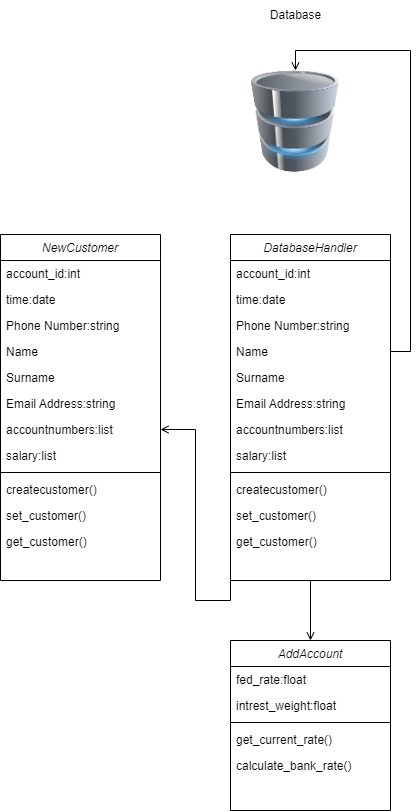 Database
NewCustomer
account_id:int
time:date
Phone Number:string
Name
Surname
Email Address:string
accountnumbers:list
salary:list
createcustomer()
set_customer()
get_customer()
DatabaseHandler
account_id:int
time:date
Phone Number:string
Name
Surname
Email Address:string
accountnumbers:list
salary:list
createcustomer()
set_customer()
get_customer()
AddAccount
fed_rate:float
intrest_weight:float
get_current_rate()
calculate_bank_rate()